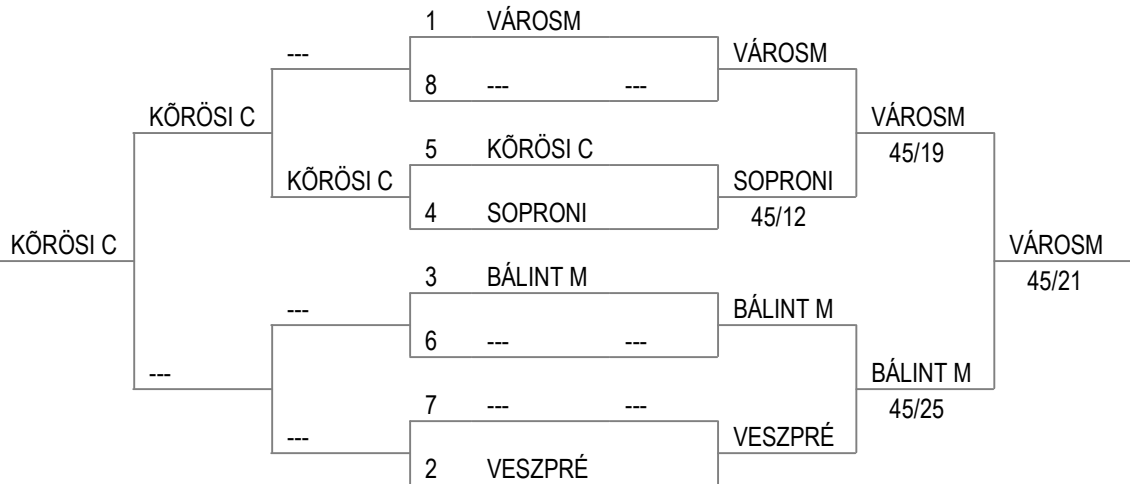 1 VÁROSM
--- VÁROSM
8 --- ---
KÕRÖSI C VÁROSM
5 KÕRÖSI C 45/19
KÕRÖSI C SOPRONI
4 SOPRONI 45/12
KÕRÖSI C VÁROSM
3 BÁLINT M 45/21
--- BÁLINT M
6 --- ---
--- BÁLINT M
7 --- --- 45/25
--- VESZPRÉ
2 VESZPRÉ